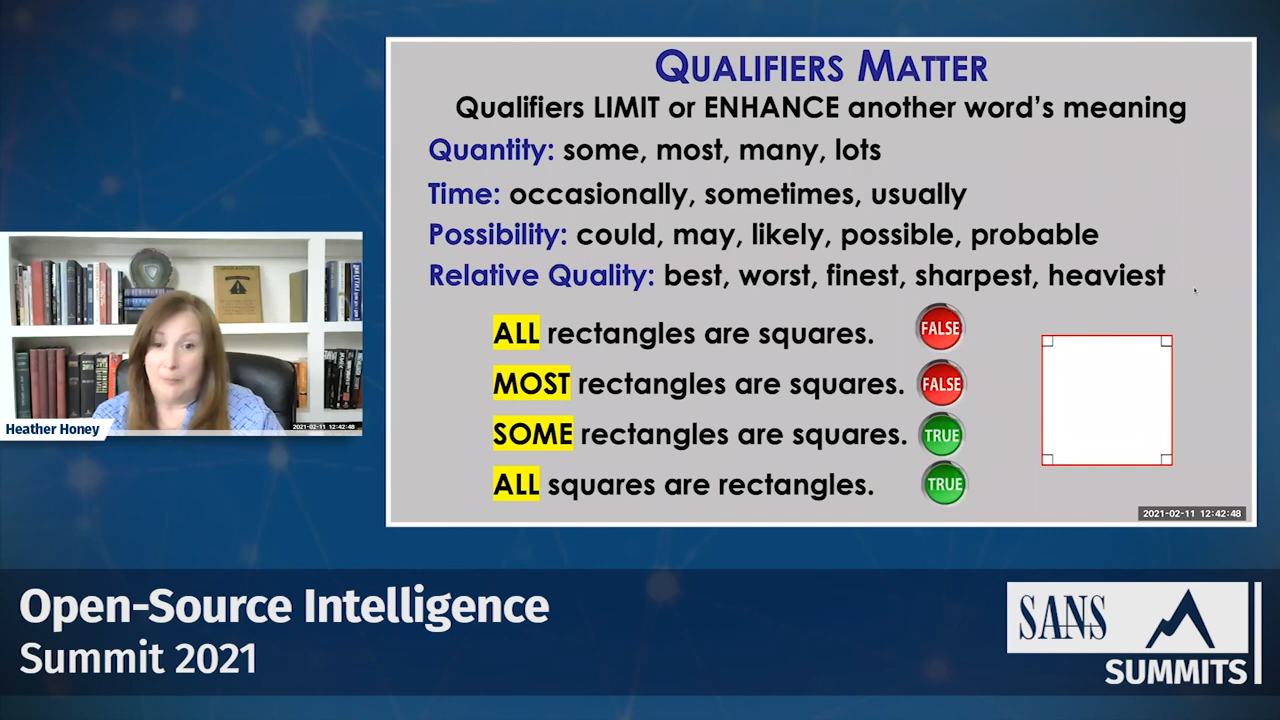 QUALIFIERS MATTER
Qualifiers LIMIT or ENHANCE another word's meaning
Quantity: some, most, many, lots
Time: occasionally, sometimes, usually
Possibility: could, may, likely, possible, probable
Relative Quality: best, worst, finest, sharpest, heaviest
ALL rectangles are squares. FALSE
MOST rectangles are squares. FALSE
SOME rectangles are squares. TRUE
ALL squares are rectangles. TRUE
2021-02-11 12:42:48
Heather Honey
2021-02-11 12:42:48
Open-Source Intelligence
Summit 2021
SANS
SUMMITS